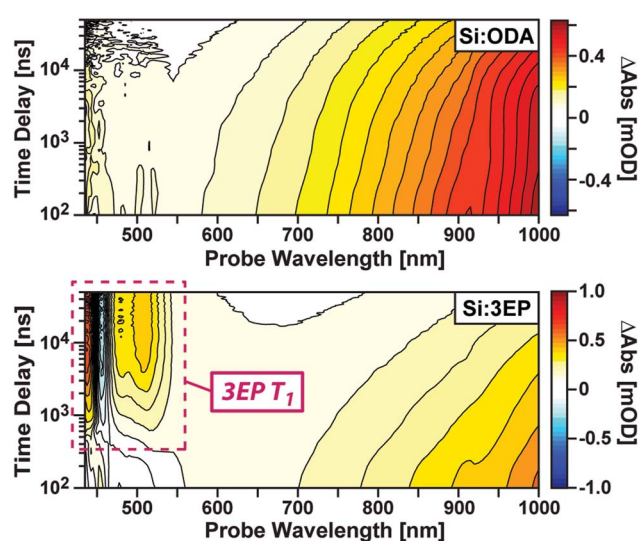 Si:ODA
Time Delay [ns]
10⁴
10³
10²
500
600
700
800
900
1000
Probe Wavelength [nm]
0.4
0
-0.4
ΔAbs [mOD]
Si:3EP
3EP T₁
Time Delay [ns]
10⁴
10³
10²
500
600
700
800
900
1000
Probe Wavelength [nm]
1.0
0.5
0
-0.5
-1.0
ΔAbs [mOD]